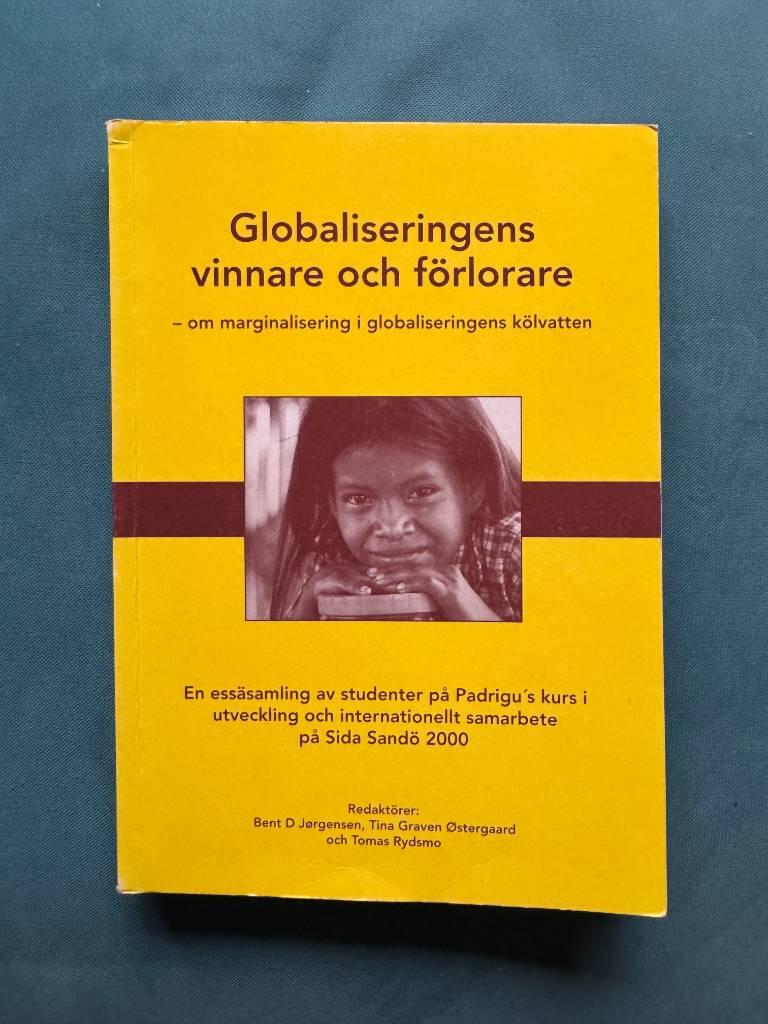 Globaliseringens
vinnare och förlorare
– om marginalisering i globaliseringens kölvatten
En essäsamling av studenter på Padrigu´s kurs i
utveckling och internationellt samarbete
på Sida Sandö 2000
Redaktörer:
Bent D Jørgensen, Tina Graven Østergaard
och Tomas Rydsmo